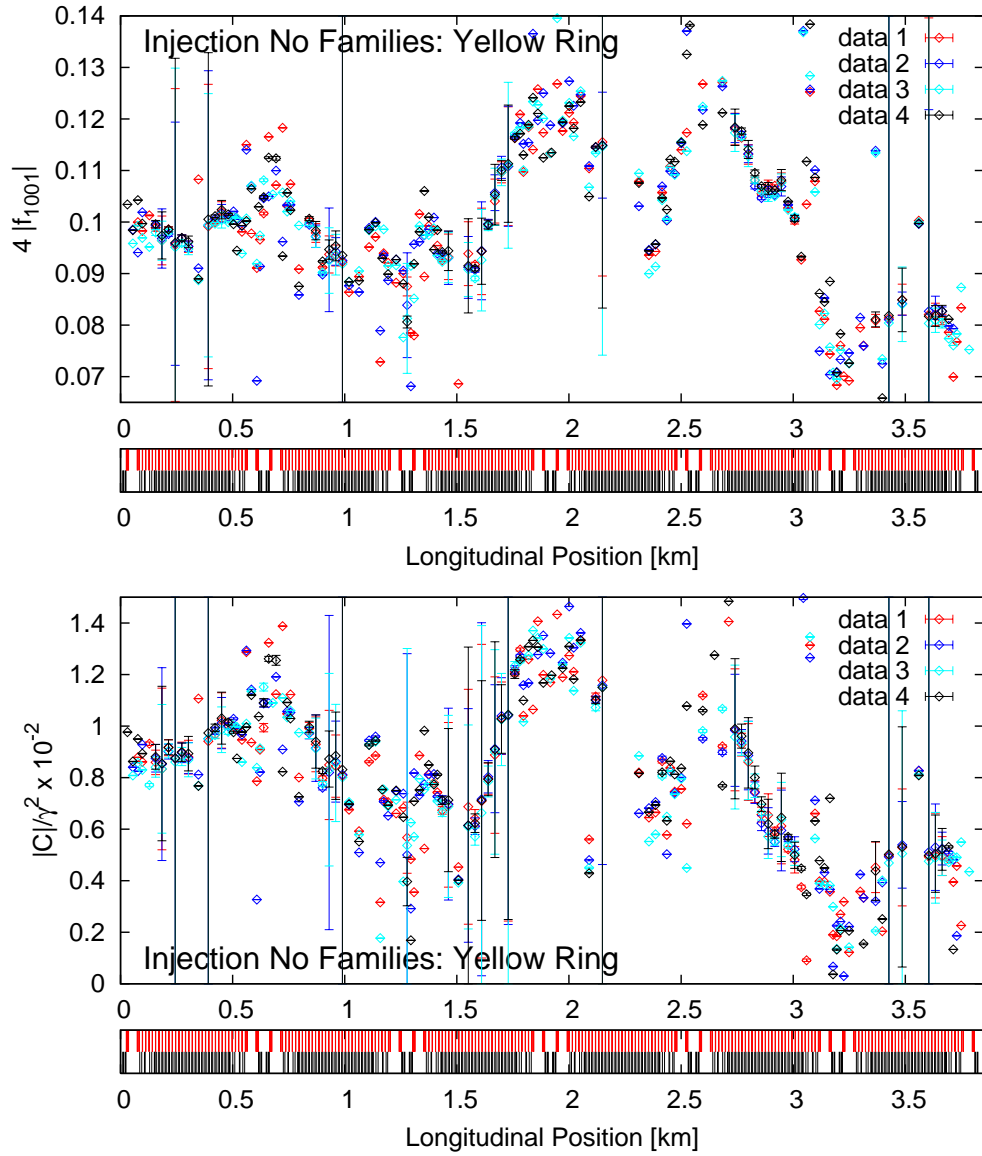 Injection No Families: Yellow Ring
data 1
data 2
data 3
data 4
4 |f1001|
0.14
0.13
0.12
0.11
0.1
0.09
0.08
0.07
0 0.5 1 1.5 2 2.5 3 3.5
0 0.5 1 1.5 2 2.5 3 3.5
Longitudinal Position [km]
data 1
data 2
data 3
data 4
|C|/γ² x 10⁻²
1.4
1.2
1
0.8
0.6
0.4
0.2
0
Injection No Families: Yellow Ring
0 0.5 1 1.5 2 2.5 3 3.5
0 0.5 1 1.5 2 2.5 3 3.5
Longitudinal Position [km]